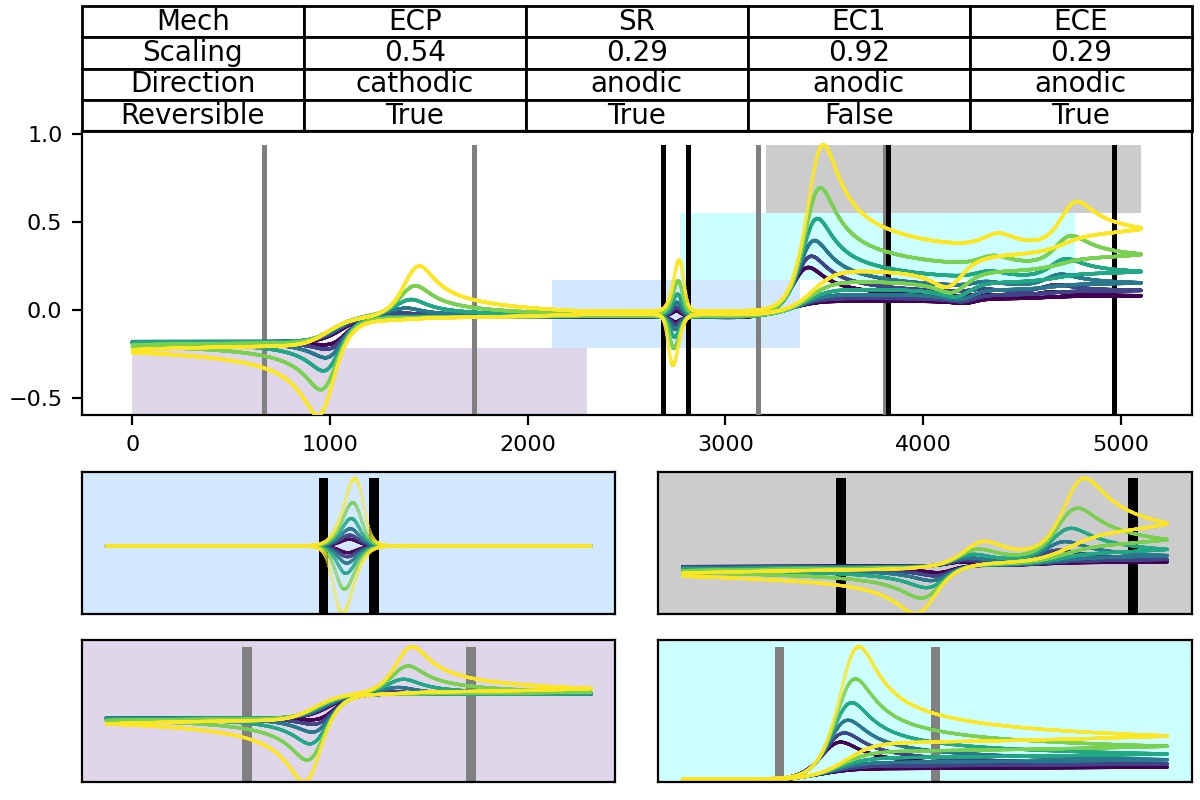 Mech ECP SR EC1 ECE
Scaling 0.54 0.29 0.92 0.29
Direction cathodic anodic anodic anodic
Reversible True True False True
1.0
0.5
0.0
−0.5
0 1000 2000 3000 4000 5000